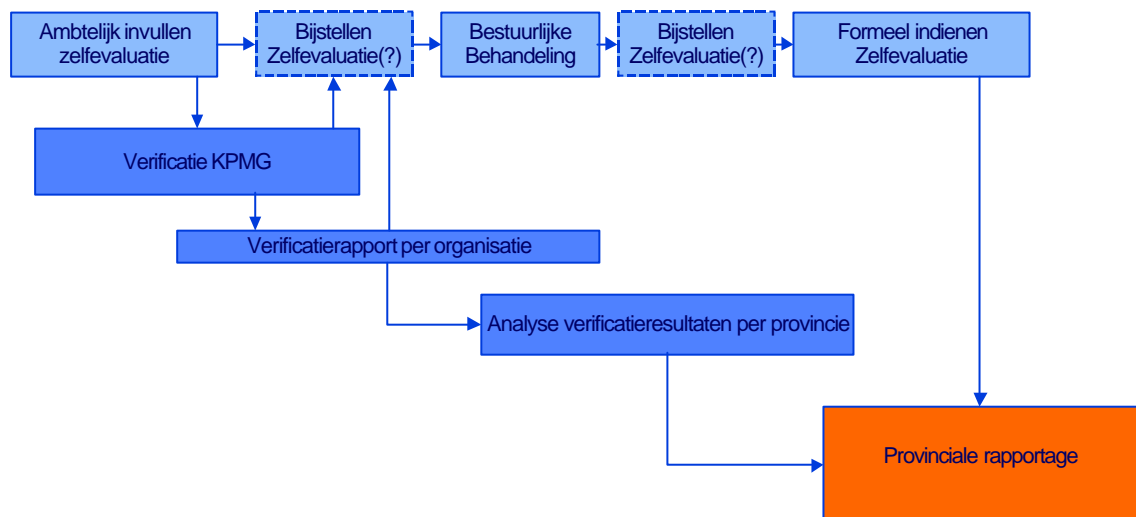 Ambtelijk invullen
zelfevaluatie
Bijstellen
Zelfevaluatie(?)
Bestuurlijke
Behandeling
Bijstellen
Zelfevaluatie(?)
Formeel indienen
Zelfevaluatie
Verificatie KPMG
Verificatierapport per organisatie
Analyse verificatieresultaten per provincie
Provinciale rapportage